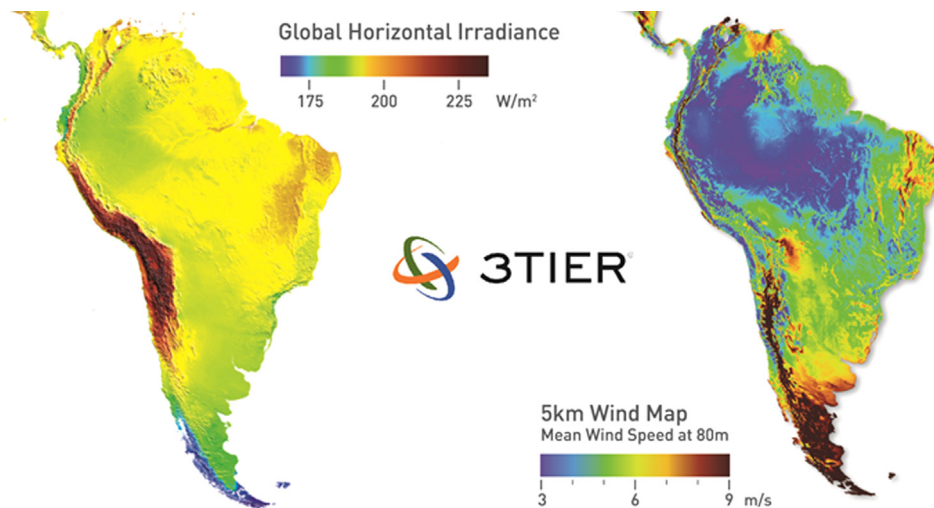 Global Horizontal Irradiance
175 200 225 W/m²
3TIER
5km Wind Map
Mean Wind Speed at 80m
3 6 9 m/s